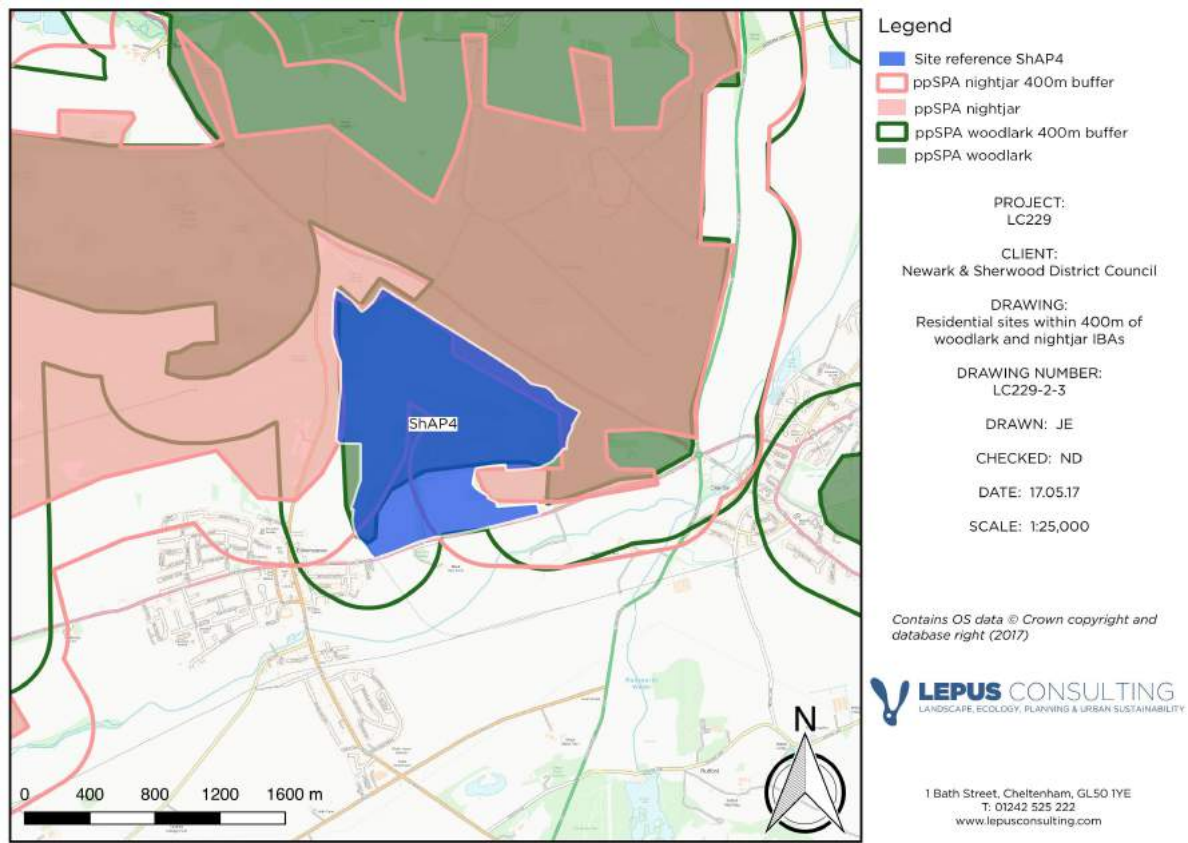 Legend
Site reference ShAP4
ppSPA nightjar 400m buffer
ppSPA nightjar
ppSPA woodlark 400m buffer
ppSPA woodlark
PROJECT:
LC229
CLIENT:
Newark & Sherwood District Council
DRAWING:
Residential sites within 400m of
woodlark and nightjar IBAs
DRAWING NUMBER:
LC229-2-3
DRAWN: JE
CHECKED: ND
DATE: 17.05.17
SCALE: 1:25,000
Contains OS data © Crown copyright and
database right (2017)
LEPUS CONSULTING
LANDSCAPE, ECOLOGY, PLANNING & URBAN SUSTAINABILITY
1 Bath Street, Cheltenham, GL50 1YE
T: 01242 525 222
www.lepusconsulting.com
ShAP4
N
0 400 800 1200 1600 m
Rufford